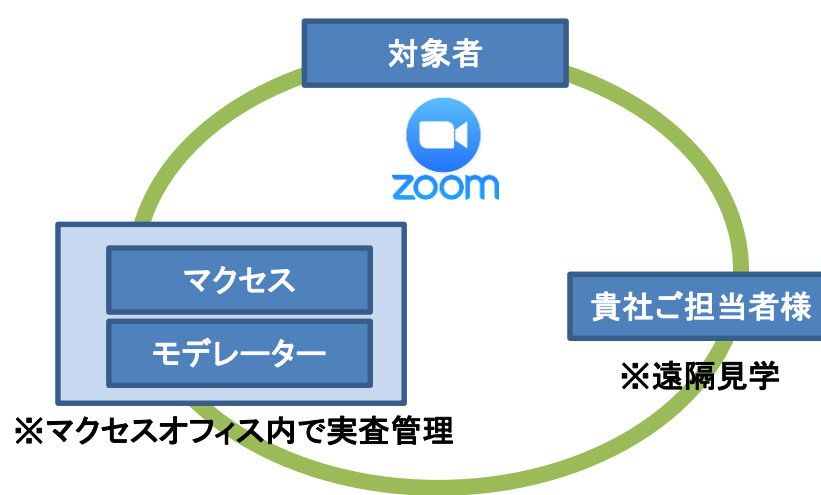 対象者
zoom
マクセス
モデレーター
貴社ご担当者様
※遠隔見学
※マクセスオフィス内で実査管理